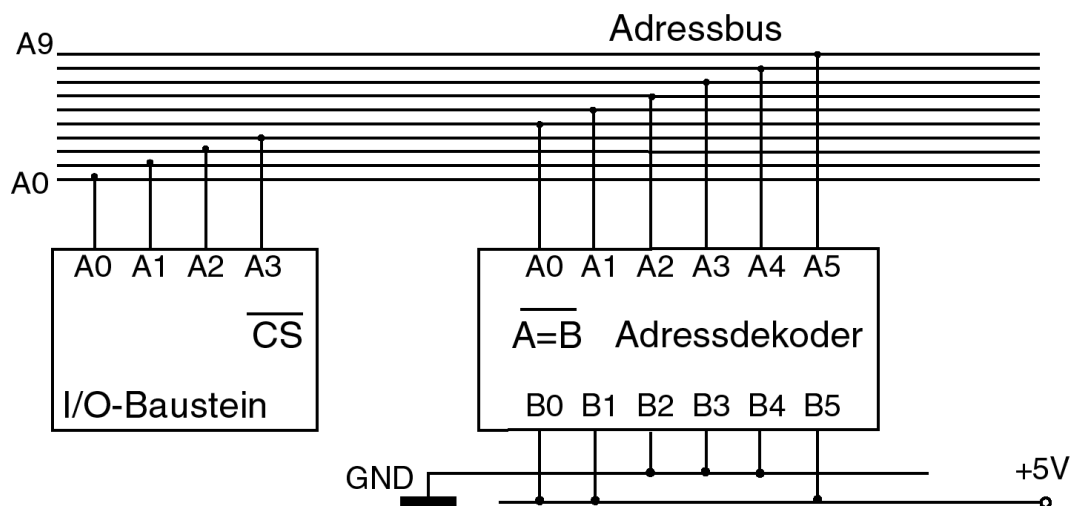 Adressbus
A9
A0
A0 A1 A2 A3
A0 A1 A2 A3 A4 A5
CS
A=B Adressdekoder
I/O-Baustein
B0 B1 B2 B3 B4 B5
GND
+5V